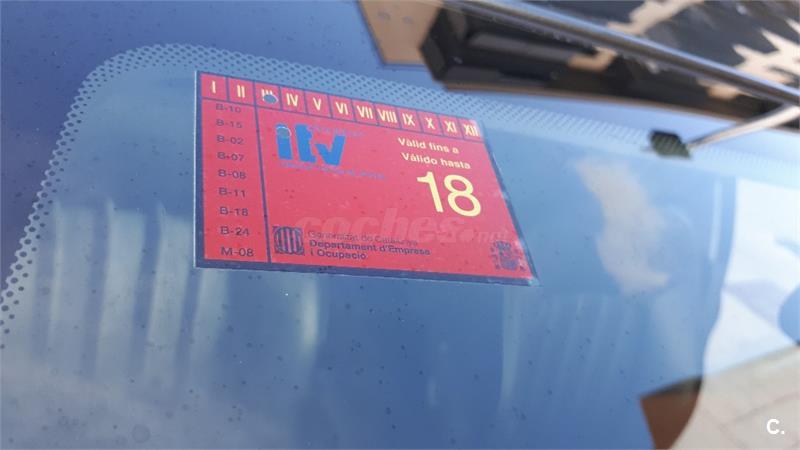 I II III IV V VI VII VIII IX X XI XII
B-10
B-15
B-02
B-07
B-08
B-11
B-18
B-24
M-08
itv
Vàlid fins a
Válido hasta
18
Generalitat de Catalunya
Departament d'Empresa
i Ocupació
coches.net
C.